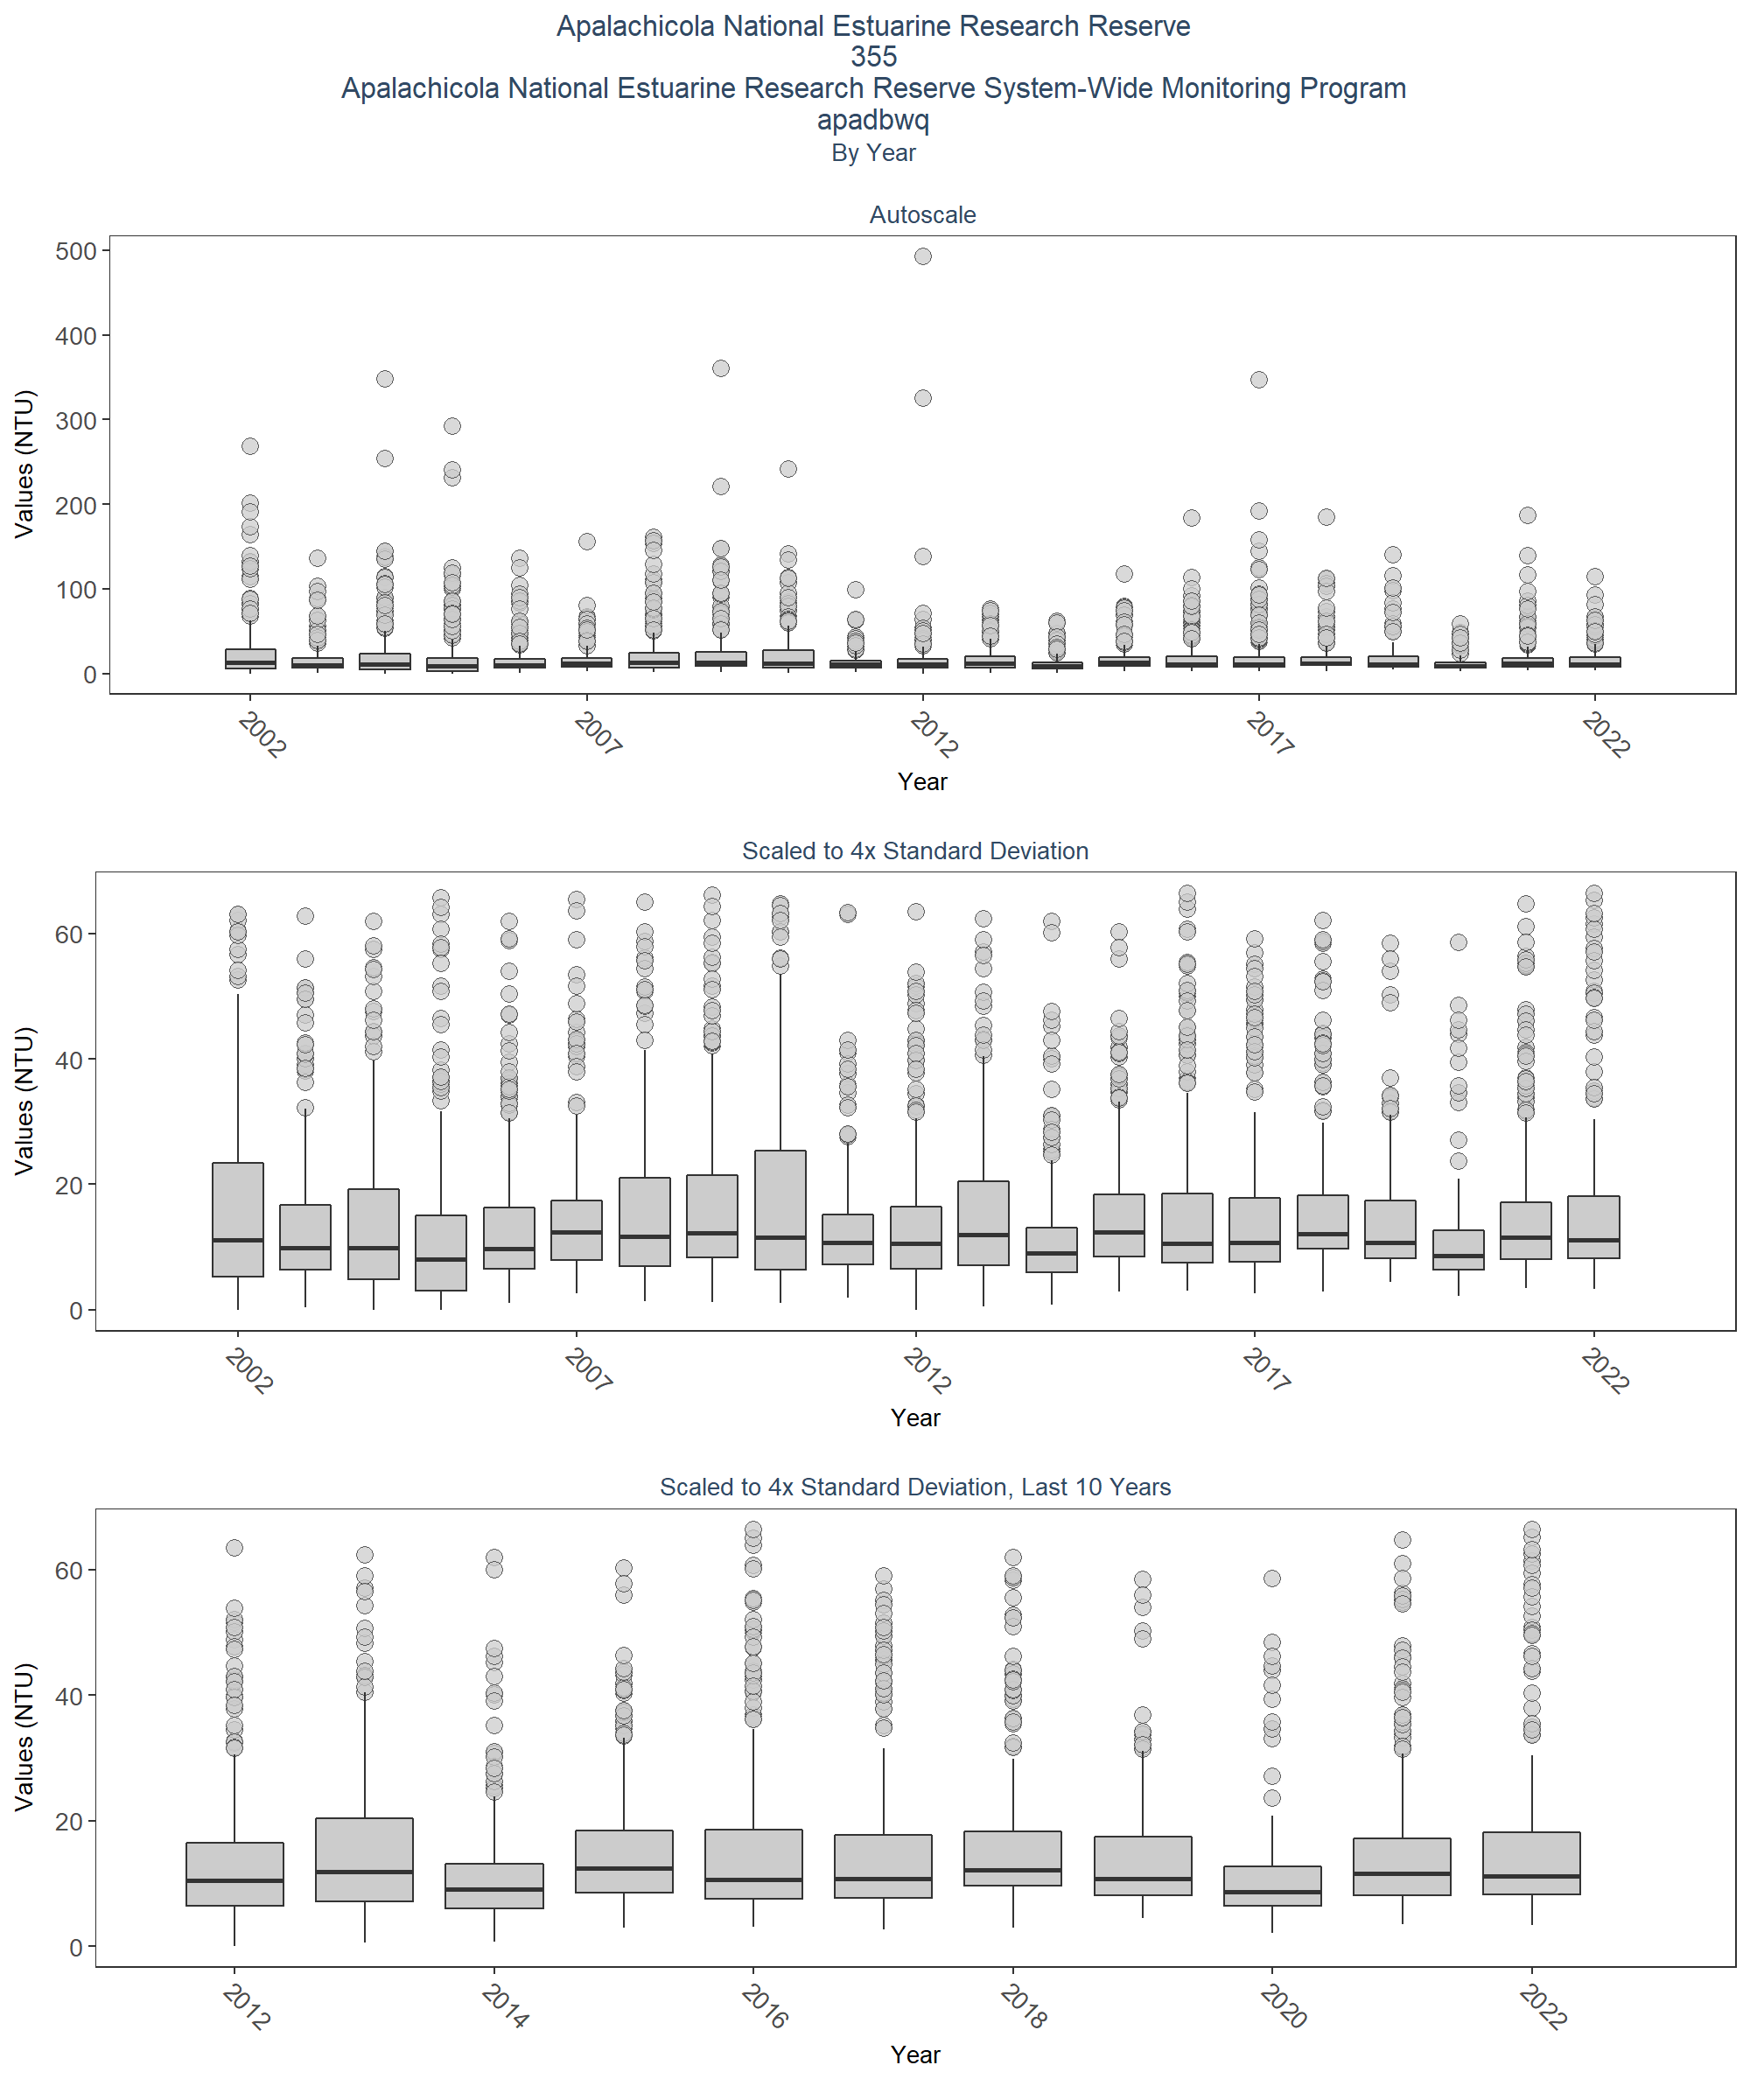 Apalachicola National Estuarine Research Reserve
355
Apalachicola National Estuarine Research Reserve System-Wide Monitoring Program
apadbwq
By Year
Autoscale
Values (NTU)
500
400
300
200
100
0
2002
2007
2012
2017
2022
Year
Scaled to 4x Standard Deviation
Values (NTU)
60
40
20
0
2002
2007
2012
2017
2022
Year
Scaled to 4x Standard Deviation, Last 10 Years
Values (NTU)
60
40
20
0
2012
2014
2016
2018
2020
2022
Year